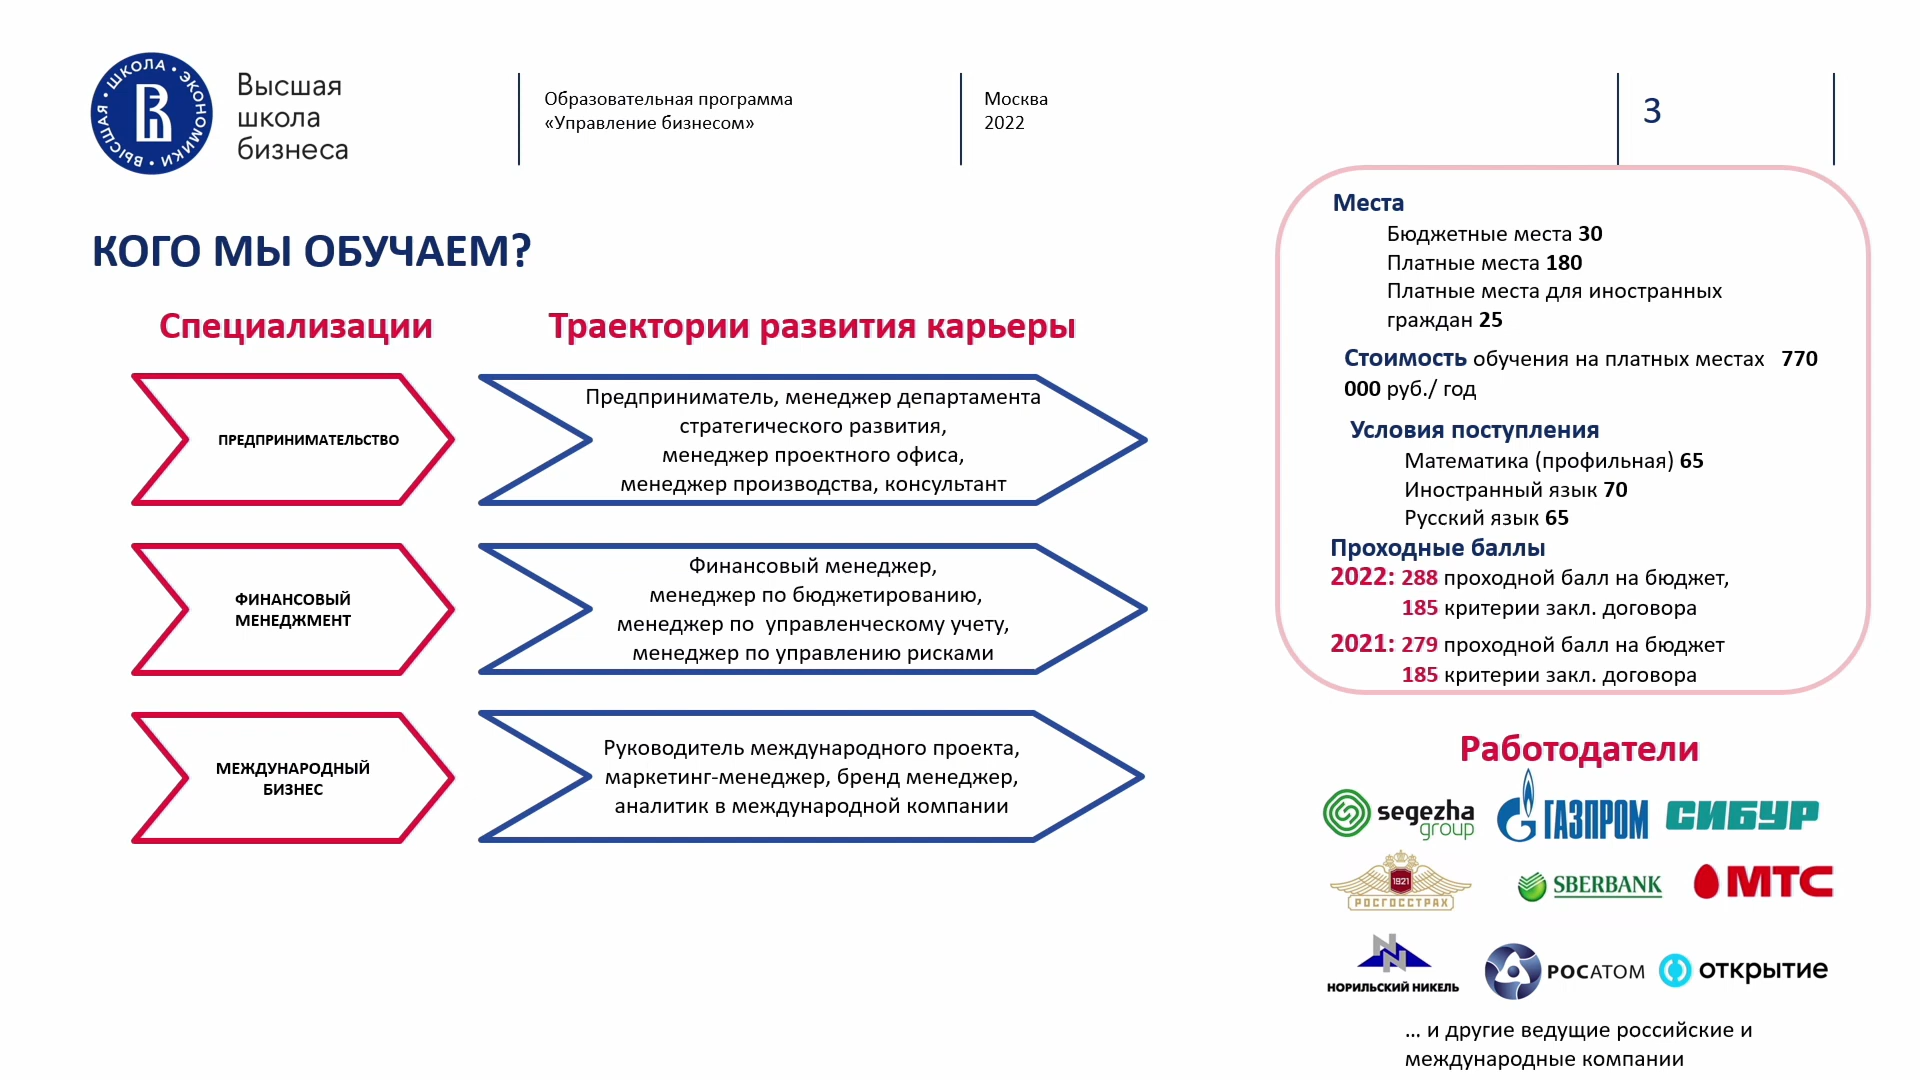 ВЫСШАЯ • ШКОЛА • ЭКОНОМИКИ •
Высшая
школа
бизнеса
Образовательная программа
«Управление бизнесом»
Москва
2022
3
КОГО МЫ ОБУЧАЕМ?
Специализации
Траектории развития карьеры
ПРЕДПРИНИМАТЕЛЬСТВО
Предприниматель, менеджер департамента
стратегического развития,
менеджер проектного офиса,
менеджер производства, консультант
ФИНАНСОВЫЙ
МЕНЕДЖМЕНТ
Финансовый менеджер,
менеджер по бюджетированию,
менеджер по управленческому учету,
менеджер по управлению рисками
МЕЖДУНАРОДНЫЙ
БИЗНЕС
Руководитель международного проекта,
маркетинг-менеджер, бренд менеджер,
аналитик в международной компании
Места
Бюджетные места 30
Платные места 180
Платные места для иностранных
граждан 25
Стоимость обучения на платных местах 770
000 руб./ год
Условия поступления
Математика (профильная) 65
Иностранный язык 70
Русский язык 65
Проходные баллы
2022: 288 проходной балл на бюджет,
185 критерии закл. договора
2021: 279 проходной балл на бюджет
185 критерии закл. договора
Работодатели
segezha
group
ГАЗПРОМ
СИБУР
1921
РОСГОССТРАХ
SBERBANK
МТС
НОРИЛЬСКИЙ НИКЕЛЬ
РОСАТОМ
открытие
... и другие ведущие российские и
международные компании